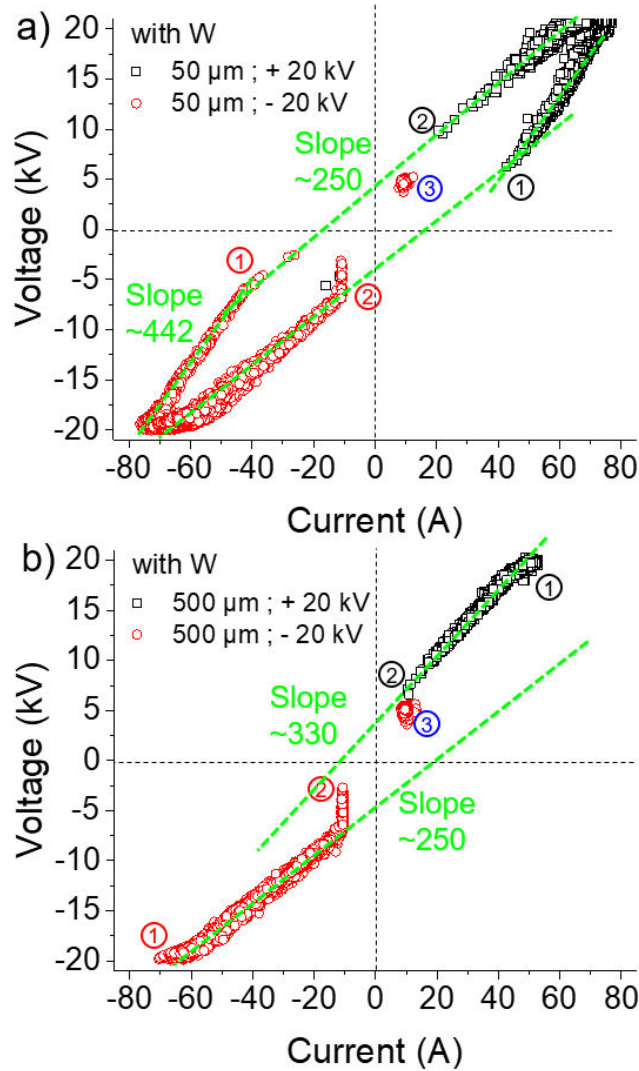 a)
with W
50 μm ; + 20 kV
50 μm ; - 20 kV
20
15
10
5
0
-5
-10
-15
-20
Voltage (kV)
Slope
~250
Slope
~442
②
①
③
①
②
-80 -60 -40 -20 0 20 40 60 80
Current (A)
b)
with W
500 μm ; + 20 kV
500 μm ; - 20 kV
20
15
10
5
0
-5
-10
-15
-20
Voltage (kV)
①
②
③
Slope
~330
②
Slope
~250
①
-80 -60 -40 -20 0 20 40 60 80
Current (A)